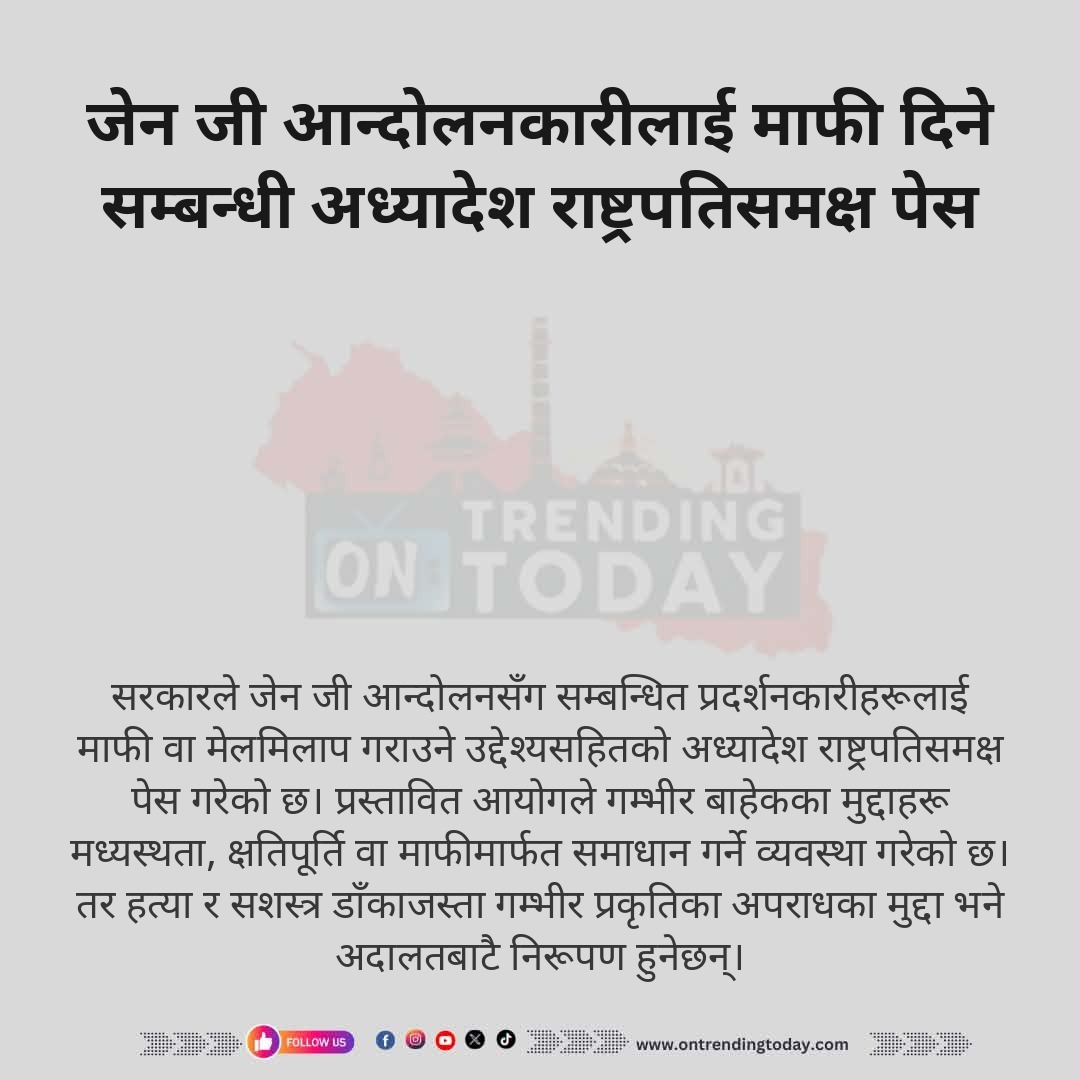 जेन जी आन्दोलनकारीलाई माफी दिने
सम्बन्धी अध्यादेश राष्ट्रपतिसमक्ष पेस
TRENDING
ON TODAY
सरकारले जेन जी आन्दोलनसँग सम्बन्धित प्रदर्शनकारीहरूलाई
माफी वा मेलमिलाप गराउने उद्देश्यसहितको अध्यादेश राष्ट्रपतिसमक्ष
पेस गरेको छ। प्रस्तावित आयोगले गम्भीर बाहेकका मुद्दाहरू
मध्यस्थता, क्षतिपूर्ति वा माफीमार्फत समाधान गर्ने व्यवस्था गरेको छ।
तर हत्या र सशस्त्र डाँकाजस्ता गम्भीर प्रकृतिका अपराधका मुद्दा भने
अदालतबाटै निरूपण हुनेछन्।
FOLLOW US www.ontrendingtoday.com